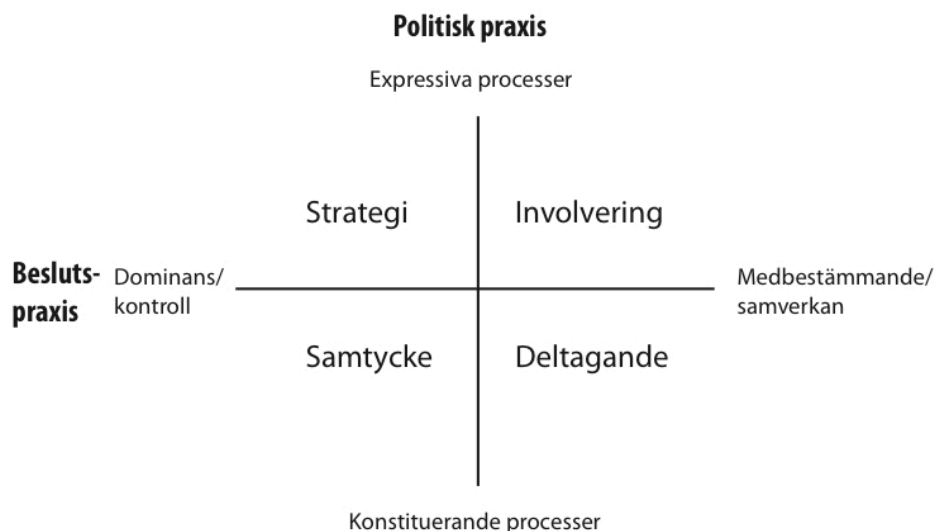 Politisk praxis
Expressiva processer
Strategi
Involvering
Besluts-
praxis
Dominans/
kontroll
Medbestämmande/
samverkan
Samtycke
Deltagande
Konstituerande processer